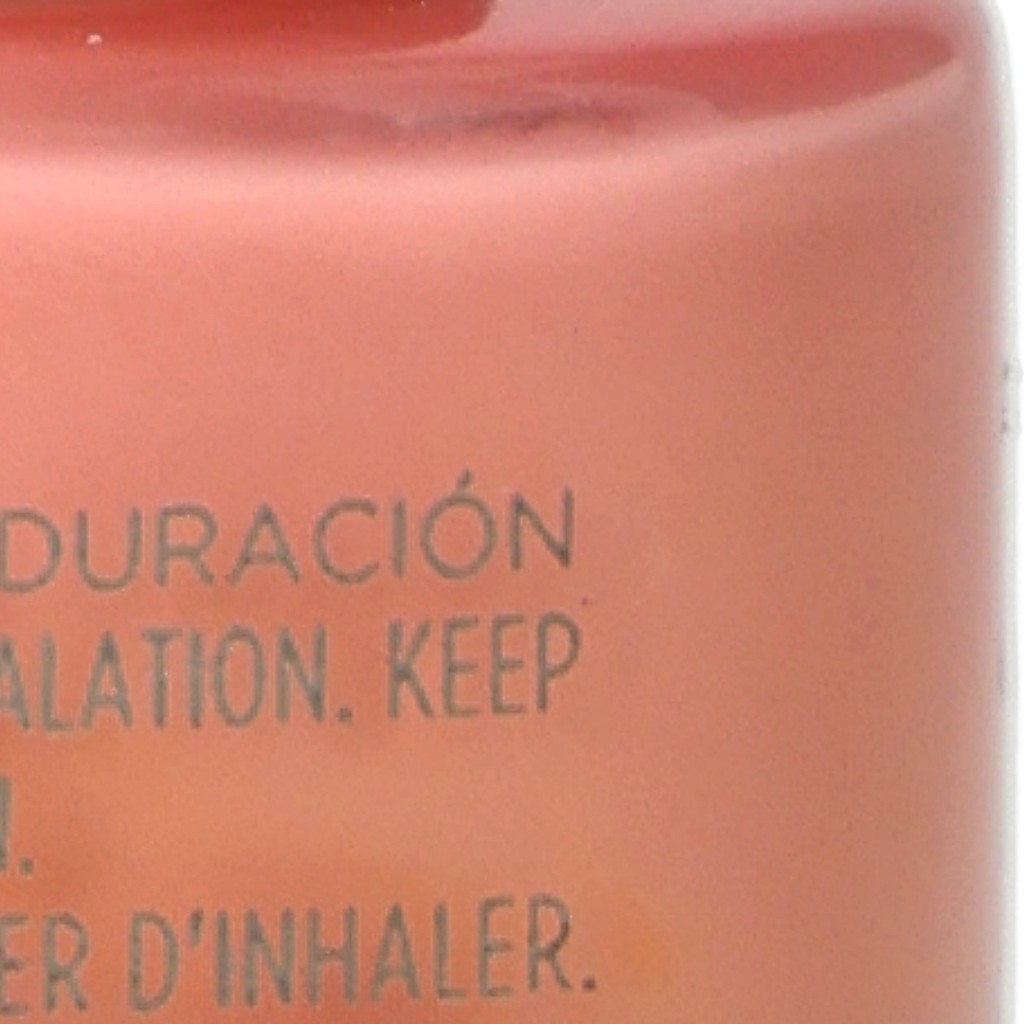 DURACIÓN
ALATION. KEEP
N.
ER D'INHALER.